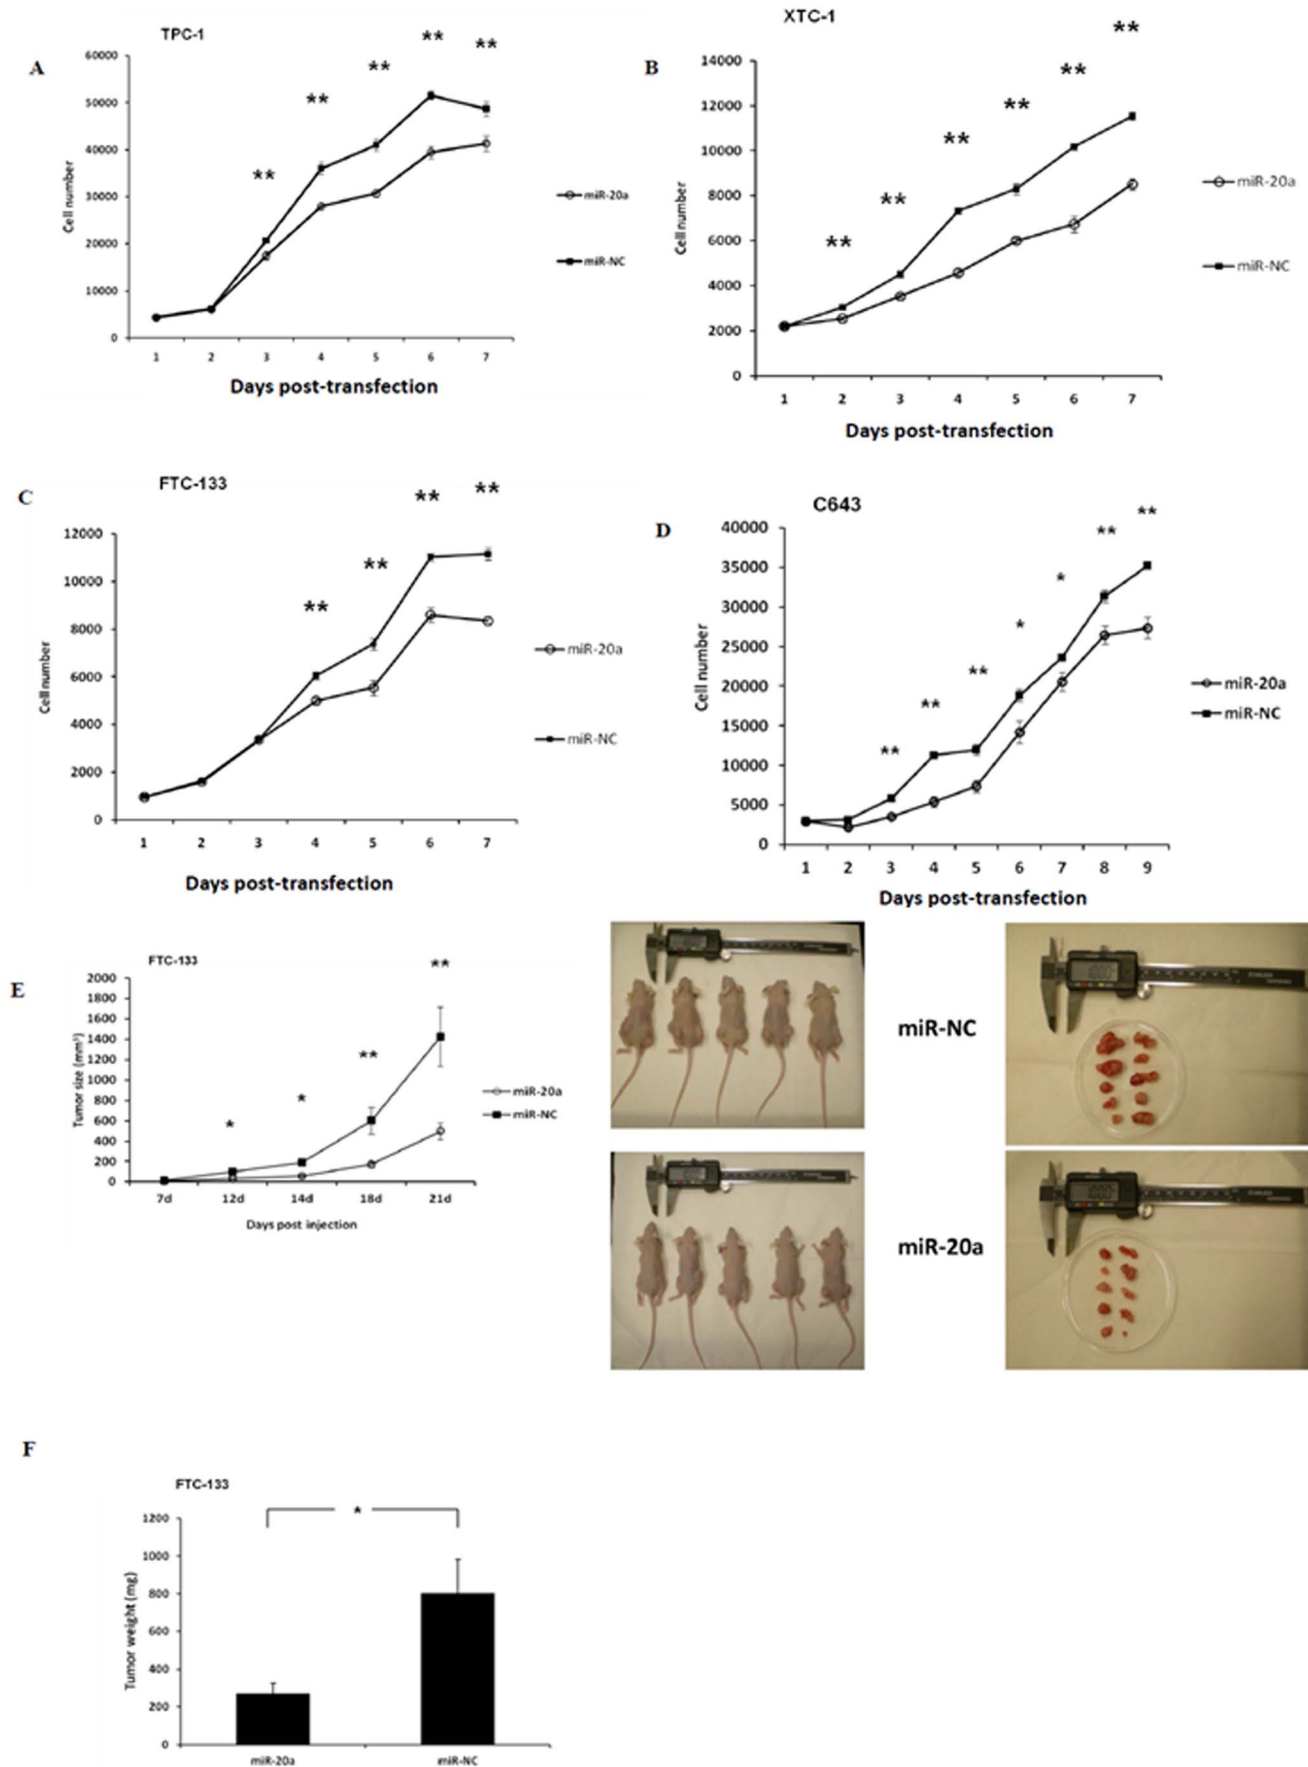 A
TPC-1
60000
50000
40000
30000
20000
10000
0
Cell number
** ** ** ** **
miR-20a
miR-NC
1 2 3 4 5 6 7
Days post-transfection
B
XTC-1
14000
12000
10000
8000
6000
4000
2000
0
Cell number
** ** ** ** ** **
miR-20a
miR-NC
1 2 3 4 5 6 7
Days post-transfection
C
FTC-133
12000
10000
8000
6000
4000
2000
0
Cell number
** ** ** **
miR-20a
miR-NC
1 2 3 4 5 6 7
Days post-transfection
D
C643
40000
35000
30000
25000
20000
15000
10000
5000
0
Cell number
** ** ** * * ** **
miR-20a
miR-NC
1 2 3 4 5 6 7 8 9
Days post-transfection
E
FTC-133
2000
1800
1600
1400
1200
1000
800
600
400
200
0
Tumor size (mm³)
* * ** **
miR-20a
miR-NC
7d 12d 14d 18d 21d
Days post injection
miR-NC
miR-20a
F
FTC-133
1200
1000
800
600
400
200
0
Tumor weight (mg)
*
miR-20a miR-NC